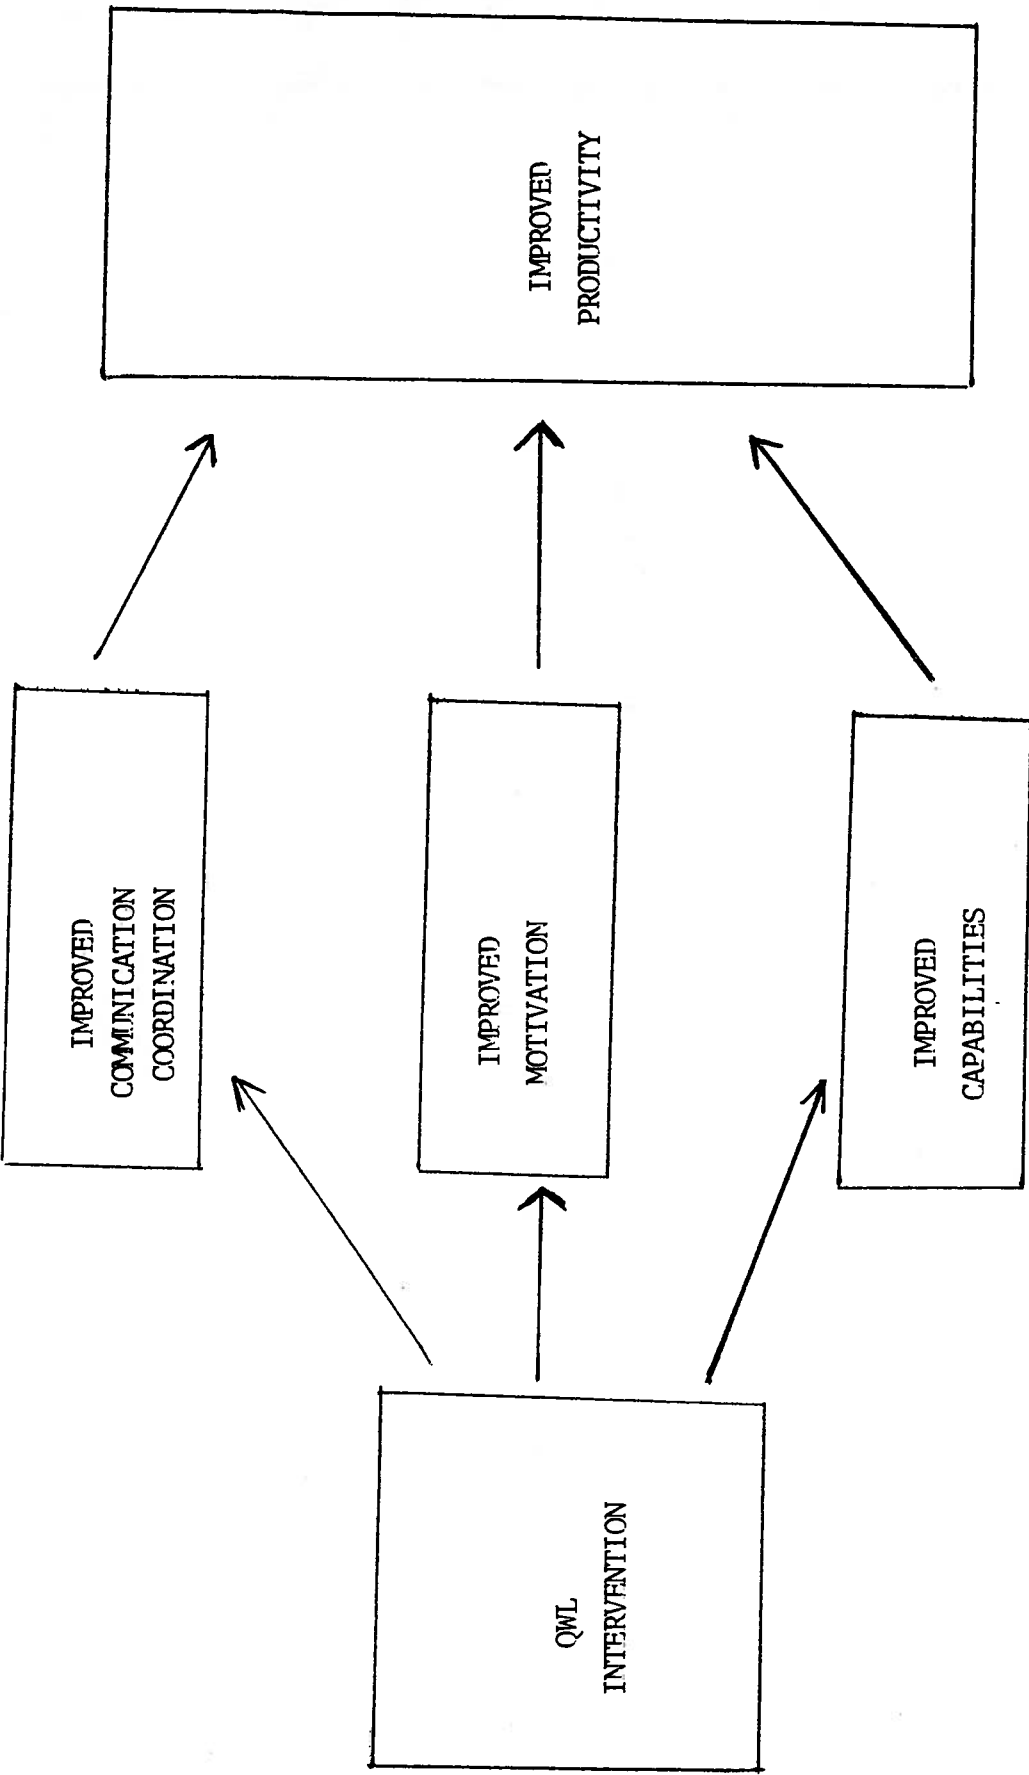 QWL
INTERVENTION
IMPROVED
COMMUNICATION
COORDINATION
IMPROVED
MOTIVATION
IMPROVED
CAPABILITIES
IMPROVED
PRODUCTIVITY